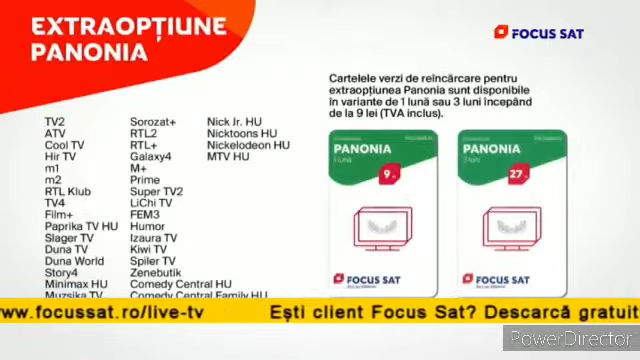 EXTRAOPȚIUNE
PANONIA
FOCUS SAT
Cartelele verzi de reîncărcare pentru
extraopțiunea Panonia sunt disponibile
în variante de 1 lună sau 3 luni începând
de la 9 lei (TVA inclus).
TV2
ATV
Cool TV
Hir TV
m1
m2
RTL Klub
TV4
Film+
Paprika TV HU
Slager TV
Duna TV
Duna World
Story4
Minimax HU
Muzsika TV
Sorozat+
RTL2
RTL+
Galaxy4
M+
Prime
Super TV2
LiChi TV
FEM3
Humor
Izaura TV
Kiwi TV
Spiler TV
Zenebutik
Comedy Central HU
Comedy Central Family HU
Nick Jr. HU
Nicktoons HU
Nickelodeon HU
MTV HU
PANONIA
1 lună
9
FOCUS SAT
PANONIA
3 luni
27
FOCUS SAT
www.focussat.ro/live-tv Ești client Focus Sat? Descarcă gratuit
PowerDirector